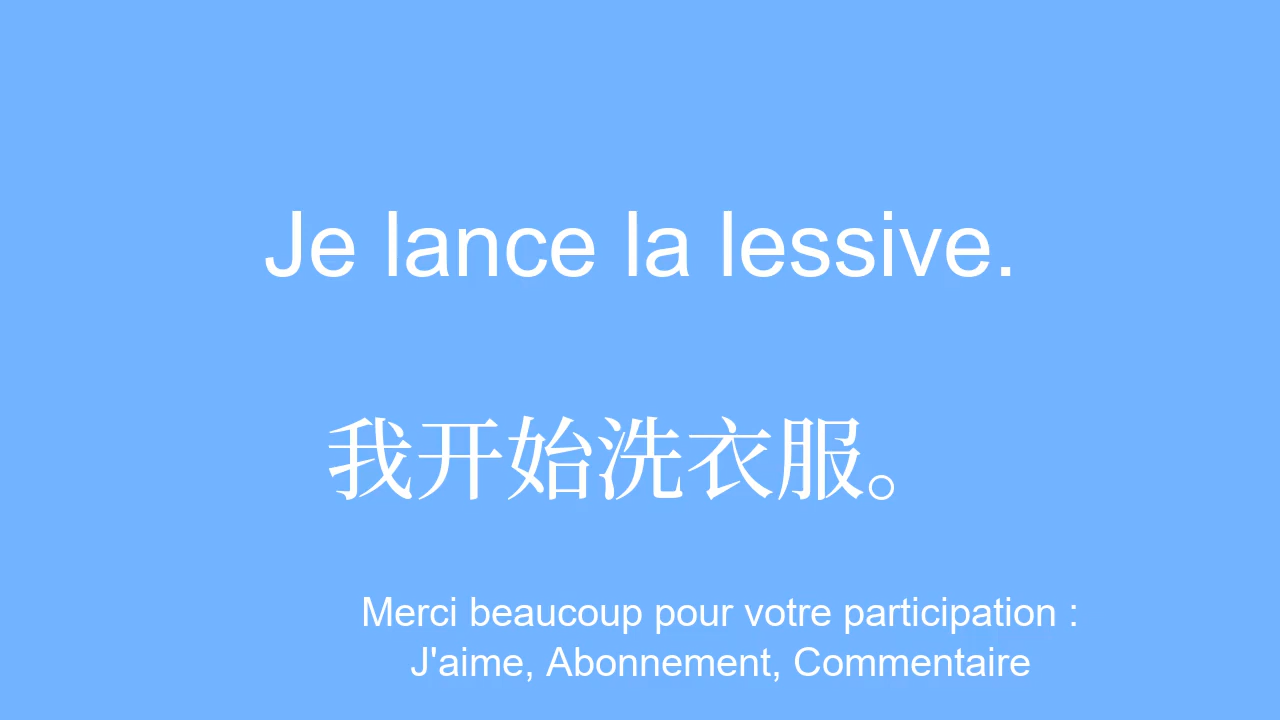 Je lance la lessive.
我开始洗衣服。
Merci beaucoup pour votre participation :
J'aime, Abonnement, Commentaire